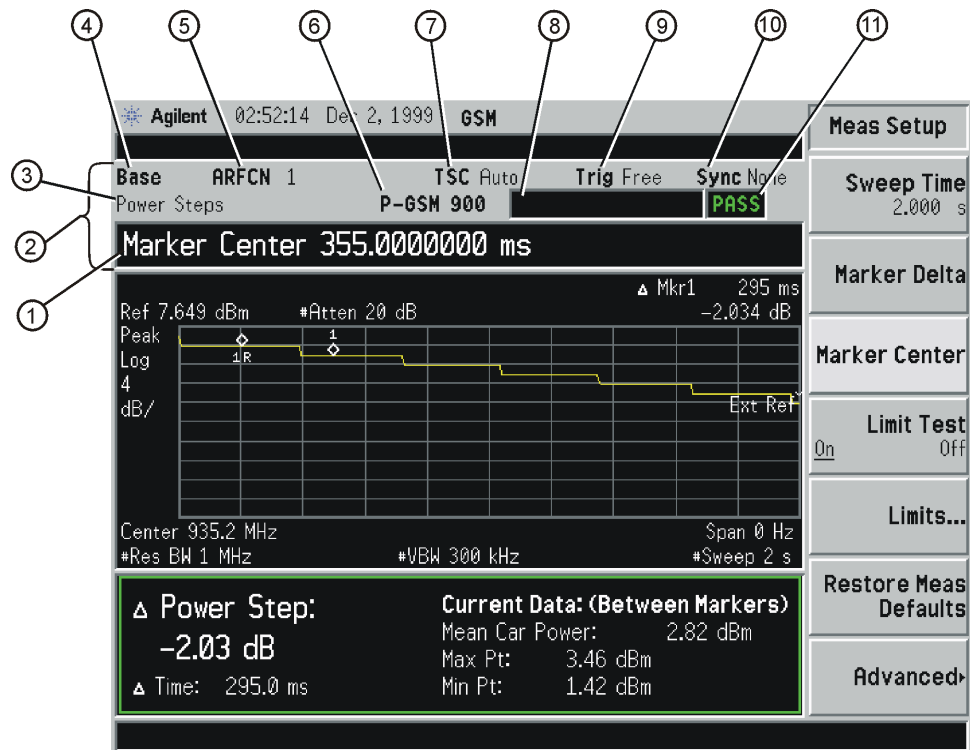 4 5 6 7 8 9 10 11
Agilent 02:52:14 Dec 2, 1999 GSM
Meas Setup
3
Base ARFCN 1 TSC Auto Trig Free Sync None
Power Steps P-GSM 900 PASS
Sweep Time
2.000 s
2
Marker Center 355.0000000 ms
Marker Delta
1
Δ Mkr1 295 ms
Ref 7.649 dBm #Atten 20 dB -2.034 dB
Peak
Log
4
dB/
1R
1
Ext Ref
Marker Center
Limit Test
On Off
Limits...
Center 935.2 MHz Span 0 Hz
#Res BW 1 MHz #VBW 300 kHz #Sweep 2 s
Restore Meas
Defaults
Δ Power Step:
-2.03 dB
Δ Time: 295.0 ms
Current Data: (Between Markers)
Mean Car Power: 2.82 dBm
Max Pt: 3.46 dBm
Min Pt: 1.42 dBm
Advanced